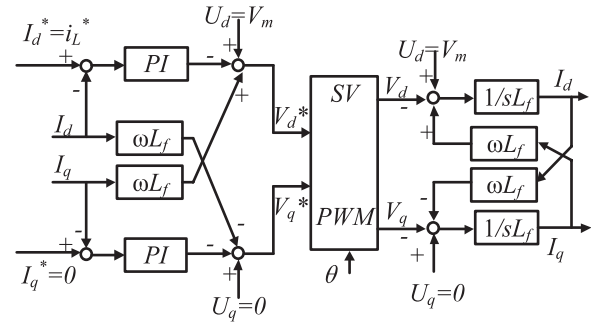 I_d^*=i_L^*
U_d=V_m
+
PI
-
+
-
+
I_d
ωL_f
I_q
ωL_f
-
+
PI
-
-
+
I_q^*=0
U_q=0
V_d^*
V_q^*
SV
PWM
θ
U_d=V_m
V_d
-
+
+
1/sL_f
I_d
ωL_f
ωL_f
V_q
-
-
+
1/sL_f
I_q
U_q=0